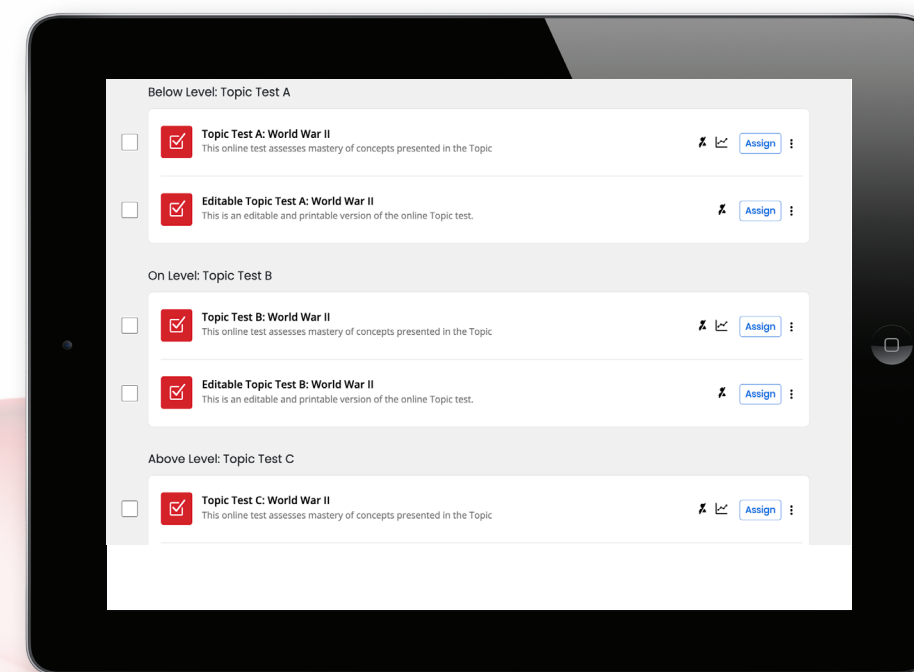 Below Level: Topic Test A
Topic Test A: World War II
This online test assesses mastery of concepts presented in the Topic
Assign
Editable Topic Test A: World War II
This is an editable and printable version of the online Topic test.
Assign
On Level: Topic Test B
Topic Test B: World War II
This online test assesses mastery of concepts presented in the Topic
Assign
Editable Topic Test B: World War II
This is an editable and printable version of the online Topic test.
Assign
Above Level: Topic Test C
Topic Test C: World War II
This online test assesses mastery of concepts presented in the Topic
Assign